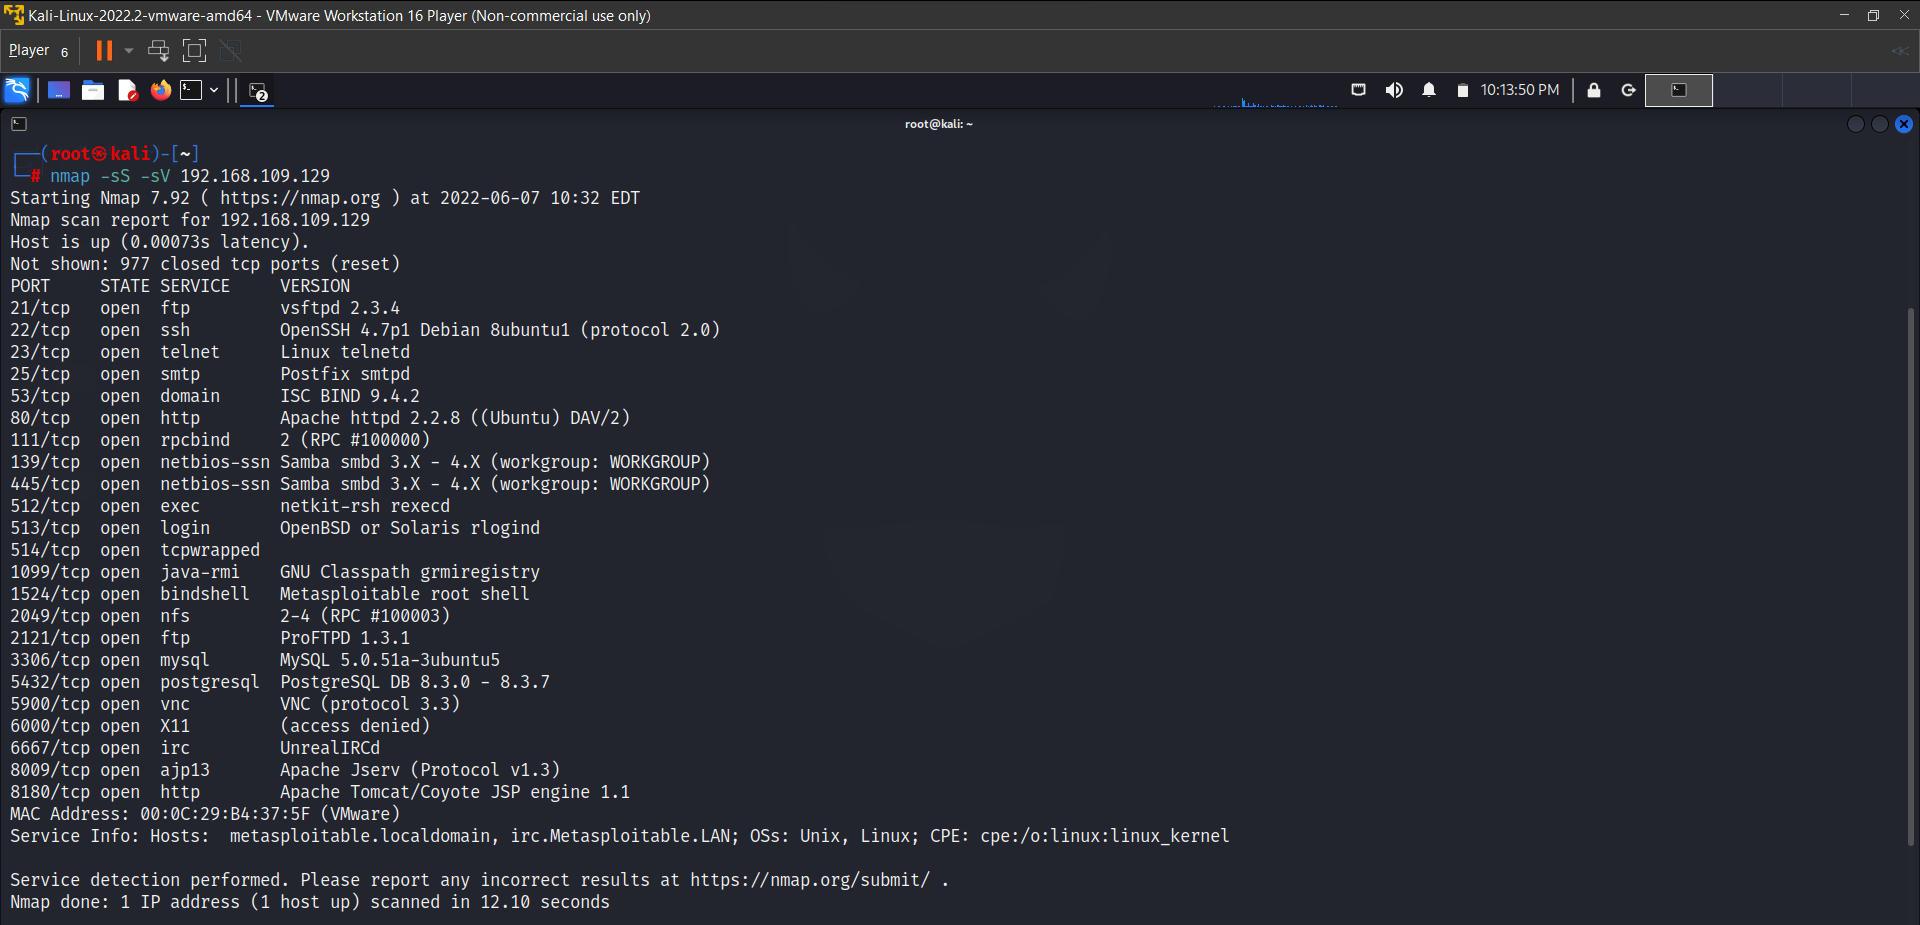 Kali-Linux-2022.2-vmware-amd64 - VMware Workstation 16 Player (Non-commercial use only)
Player 6
2
10:13:50 PM
root@kali: ~
┌──(root㉿kali)-[~]
└─# nmap -sS -sV 192.168.109.129
Starting Nmap 7.92 ( https://nmap.org ) at 2022-06-07 10:32 EDT
Nmap scan report for 192.168.109.129
Host is up (0.00073s latency).
Not shown: 977 closed tcp ports (reset)
PORT     STATE SERVICE     VERSION
21/tcp   open  ftp         vsftpd 2.3.4
22/tcp   open  ssh         OpenSSH 4.7p1 Debian 8ubuntu1 (protocol 2.0)
23/tcp   open  telnet      Linux telnetd
25/tcp   open  smtp        Postfix smtpd
53/tcp   open  domain      ISC BIND 9.4.2
80/tcp   open  http        Apache httpd 2.2.8 ((Ubuntu) DAV/2)
111/tcp  open  rpcbind     2 (RPC #100000)
139/tcp  open  netbios-ssn Samba smbd 3.X - 4.X (workgroup: WORKGROUP)
445/tcp  open  netbios-ssn Samba smbd 3.X - 4.X (workgroup: WORKGROUP)
512/tcp  open  exec        netkit-rsh rexecd
513/tcp  open  login       OpenBSD or Solaris rlogind
514/tcp  open  tcpwrapped
1099/tcp open  java-rmi    GNU Classpath grmiregistry
1524/tcp open  bindshell   Metasploitable root shell
2049/tcp open  nfs         2-4 (RPC #100003)
2121/tcp open  ftp         ProFTPD 1.3.1
3306/tcp open  mysql       MySQL 5.0.51a-3ubuntu5
5432/tcp open  postgresql  PostgreSQL DB 8.3.0 - 8.3.7
5900/tcp open  vnc         VNC (protocol 3.3)
6000/tcp open  X11         (access denied)
6667/tcp open  irc         UnrealIRCd
8009/tcp open  ajp13       Apache Jserv (Protocol v1.3)
8180/tcp open  http        Apache Tomcat/Coyote JSP engine 1.1
MAC Address: 00:0C:29:B4:37:5F (VMware)
Service Info: Hosts:  metasploitable.localdomain, irc.Metasploitable.LAN; OSs: Unix, Linux; CPE: cpe:/o:linux:linux_kernel
Service detection performed. Please report any incorrect results at https://nmap.org/submit/ .
Nmap done: 1 IP address (1 host up) scanned in 12.10 seconds